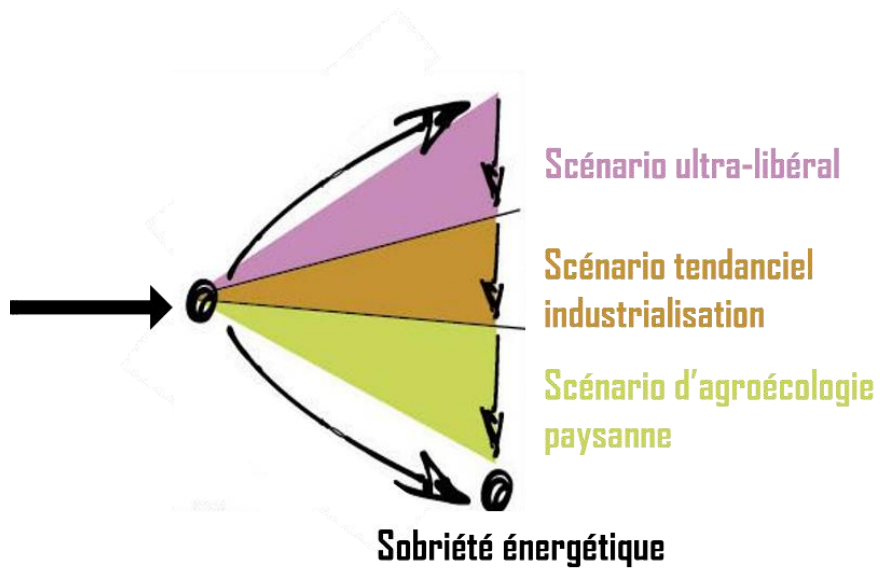 Scénario ultra-libéral
Scénario tendanciel
industrialisation
Scénario d'agroécologie
paysanne
Sobriété énergétique